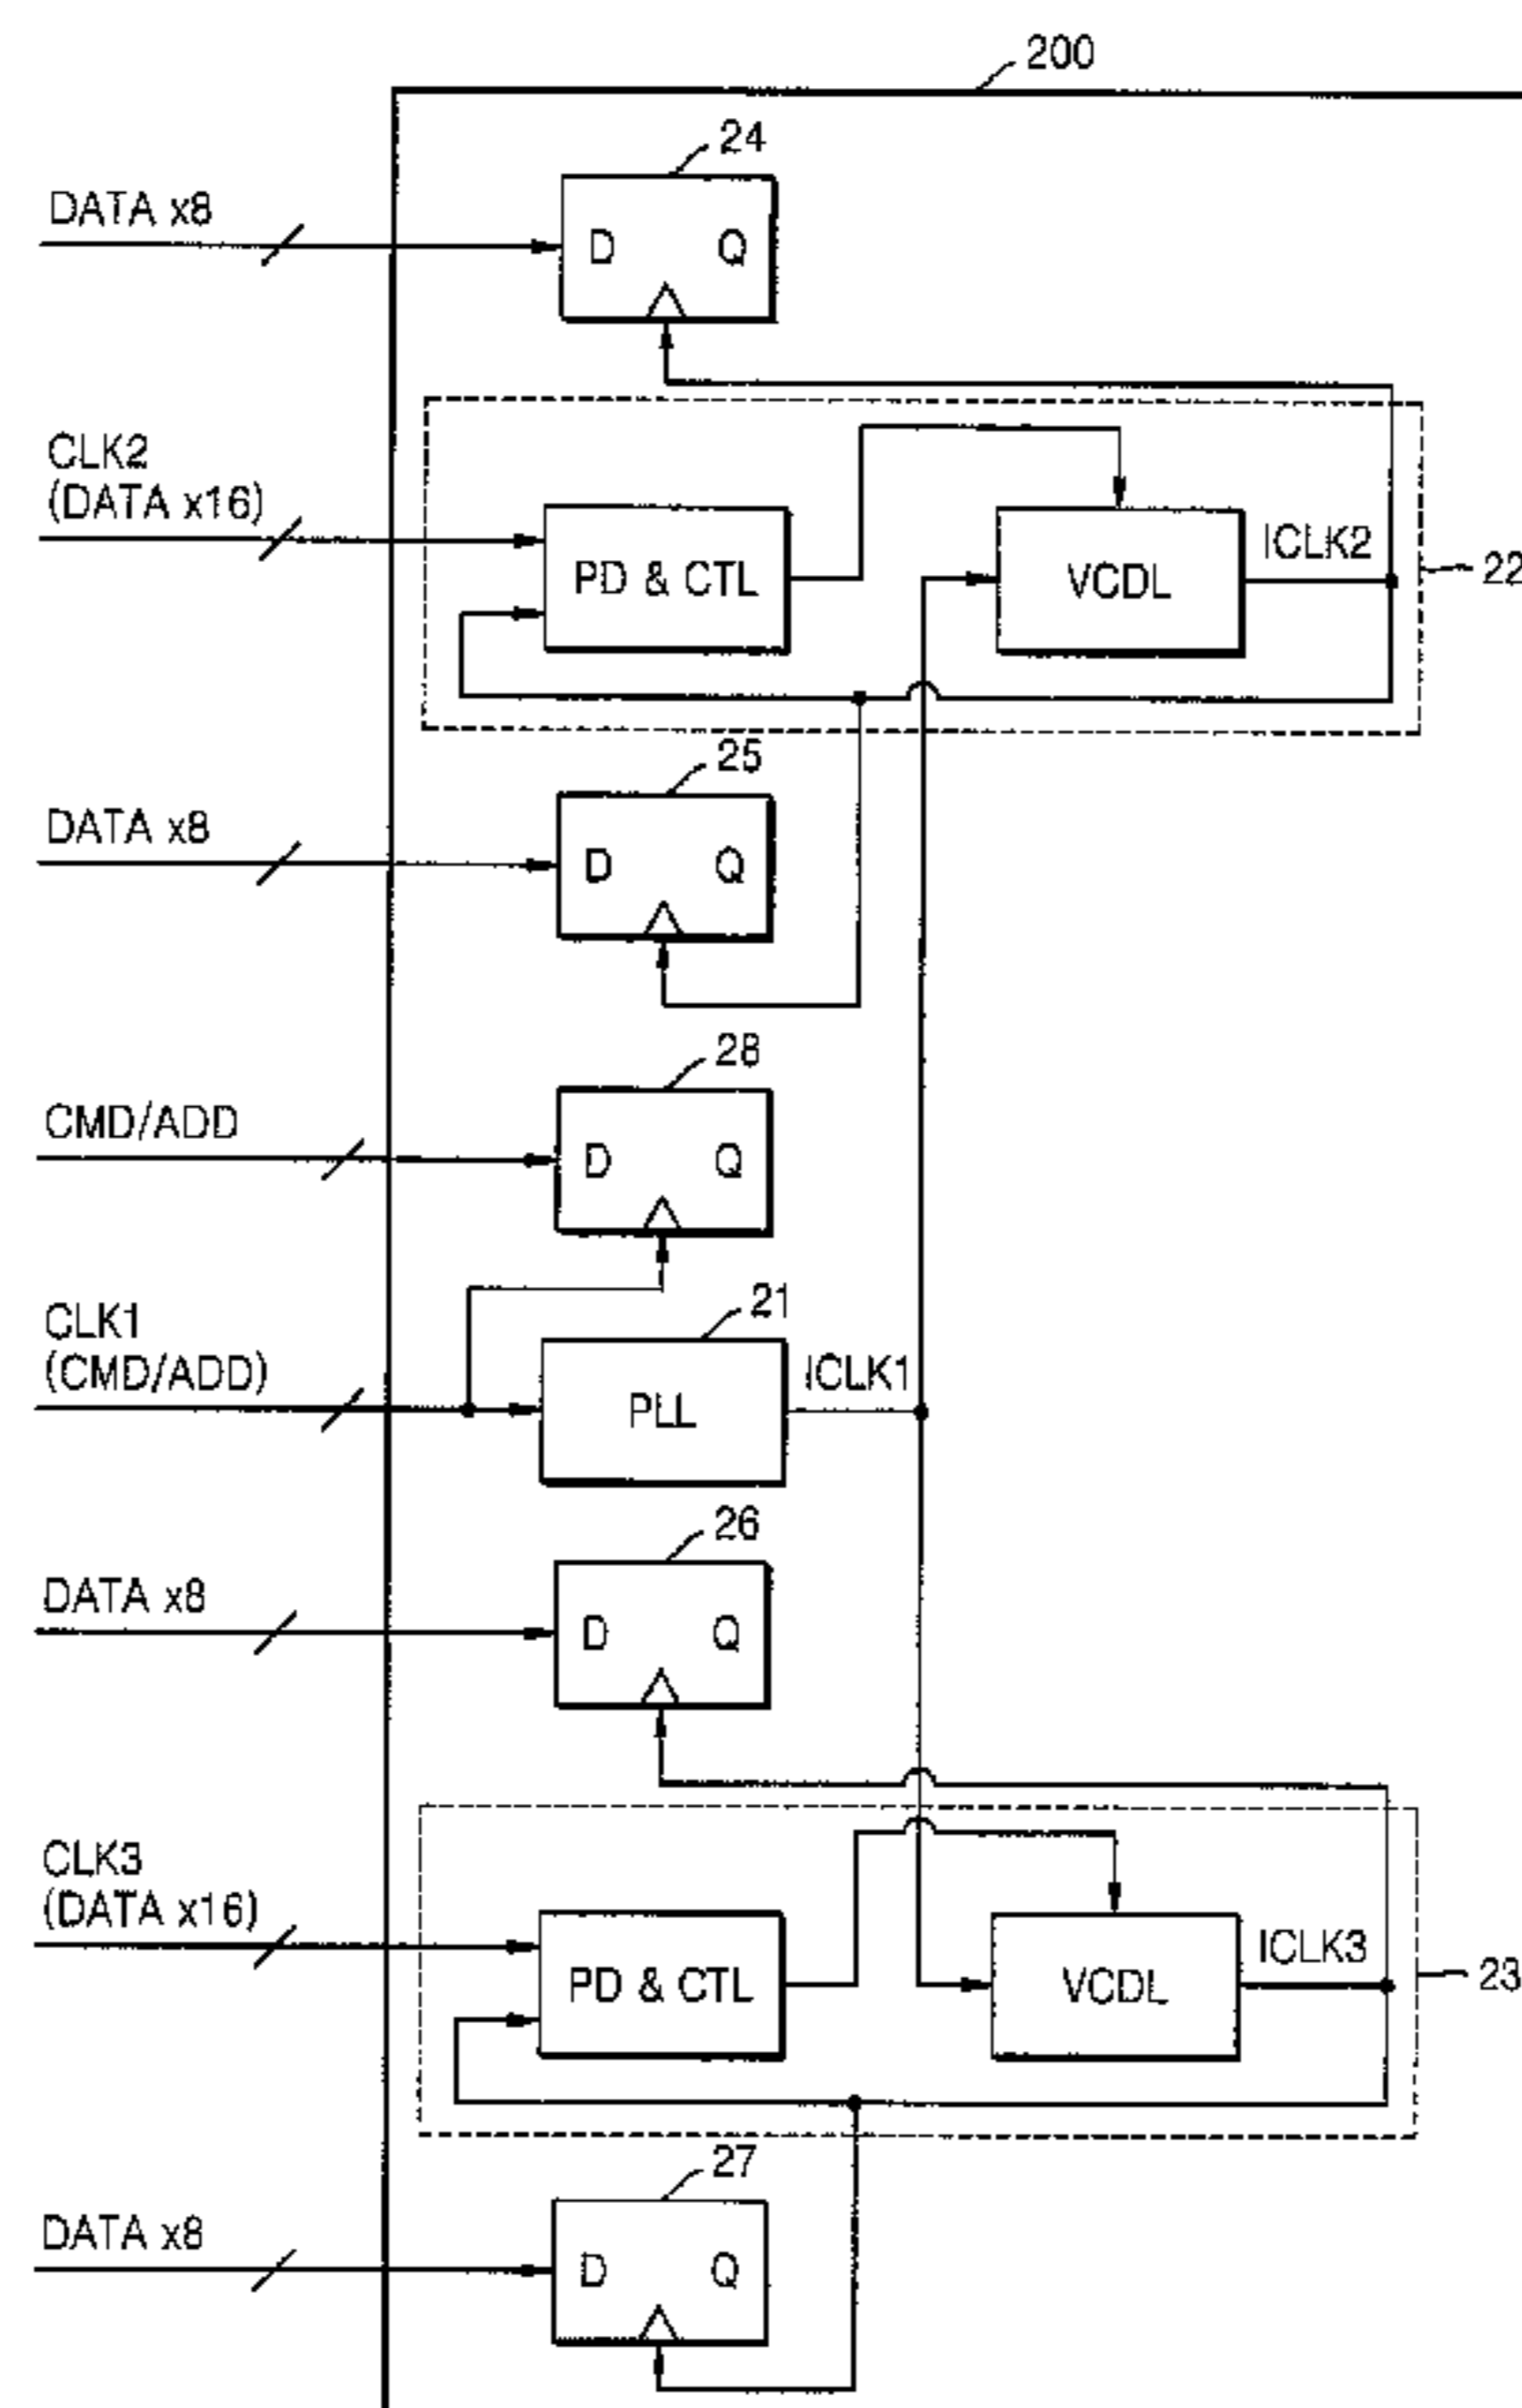 200
24
DATA x8
D Q
CLK2
(DATA x16)
PD & CTL
VCDL
ICLK2
22
25
DATA x8
D Q
28
CMD/ADD
D Q
CLK1
(CMD/ADD)
21
PLL
ICLK1
26
DATA x8
D Q
CLK3
(DATA x16)
PD & CTL
VCDL
ICLK3
23
27
DATA x8
D Q